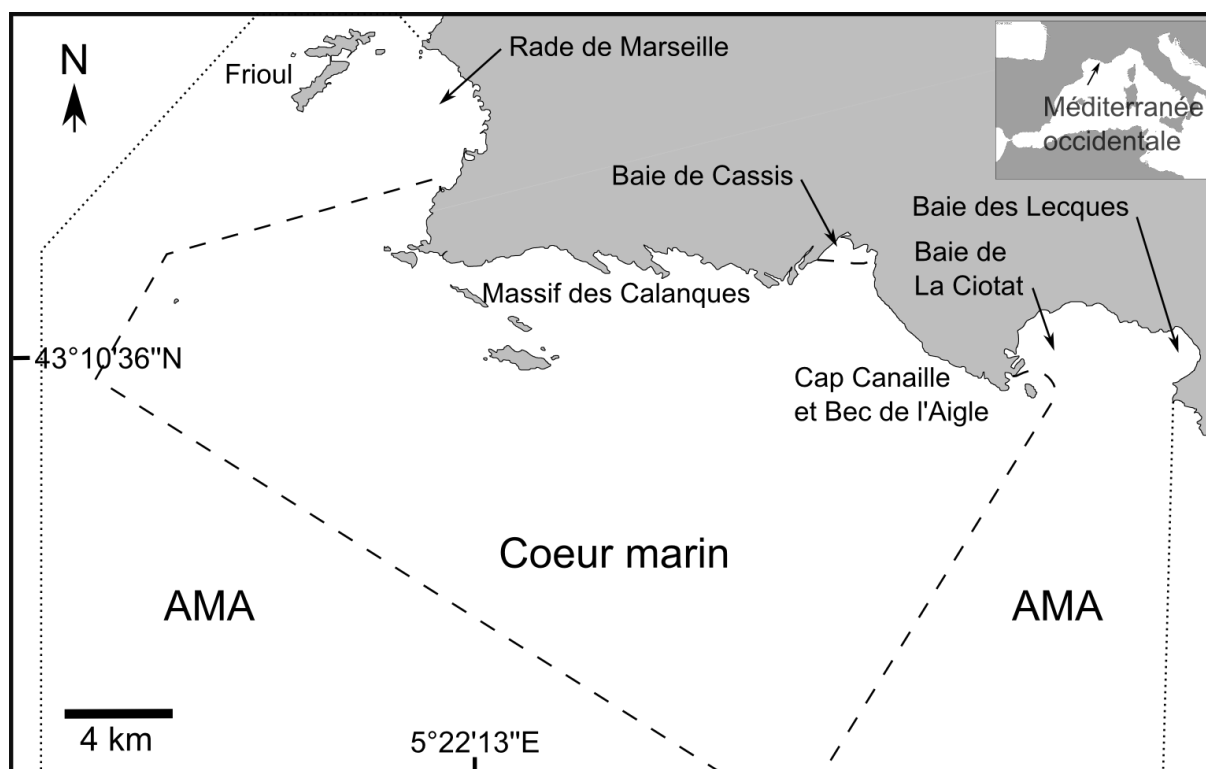 N
Frioul
Rade de Marseille
Méditerranée
occidentale
Baie de Cassis
Baie des Lecques
Baie de
La Ciotat
Massif des Calanques
43°10'36"N
Cap Canaille
et Bec de l'Aigle
Coeur marin
AMA
AMA
4 km
5°22'13"E